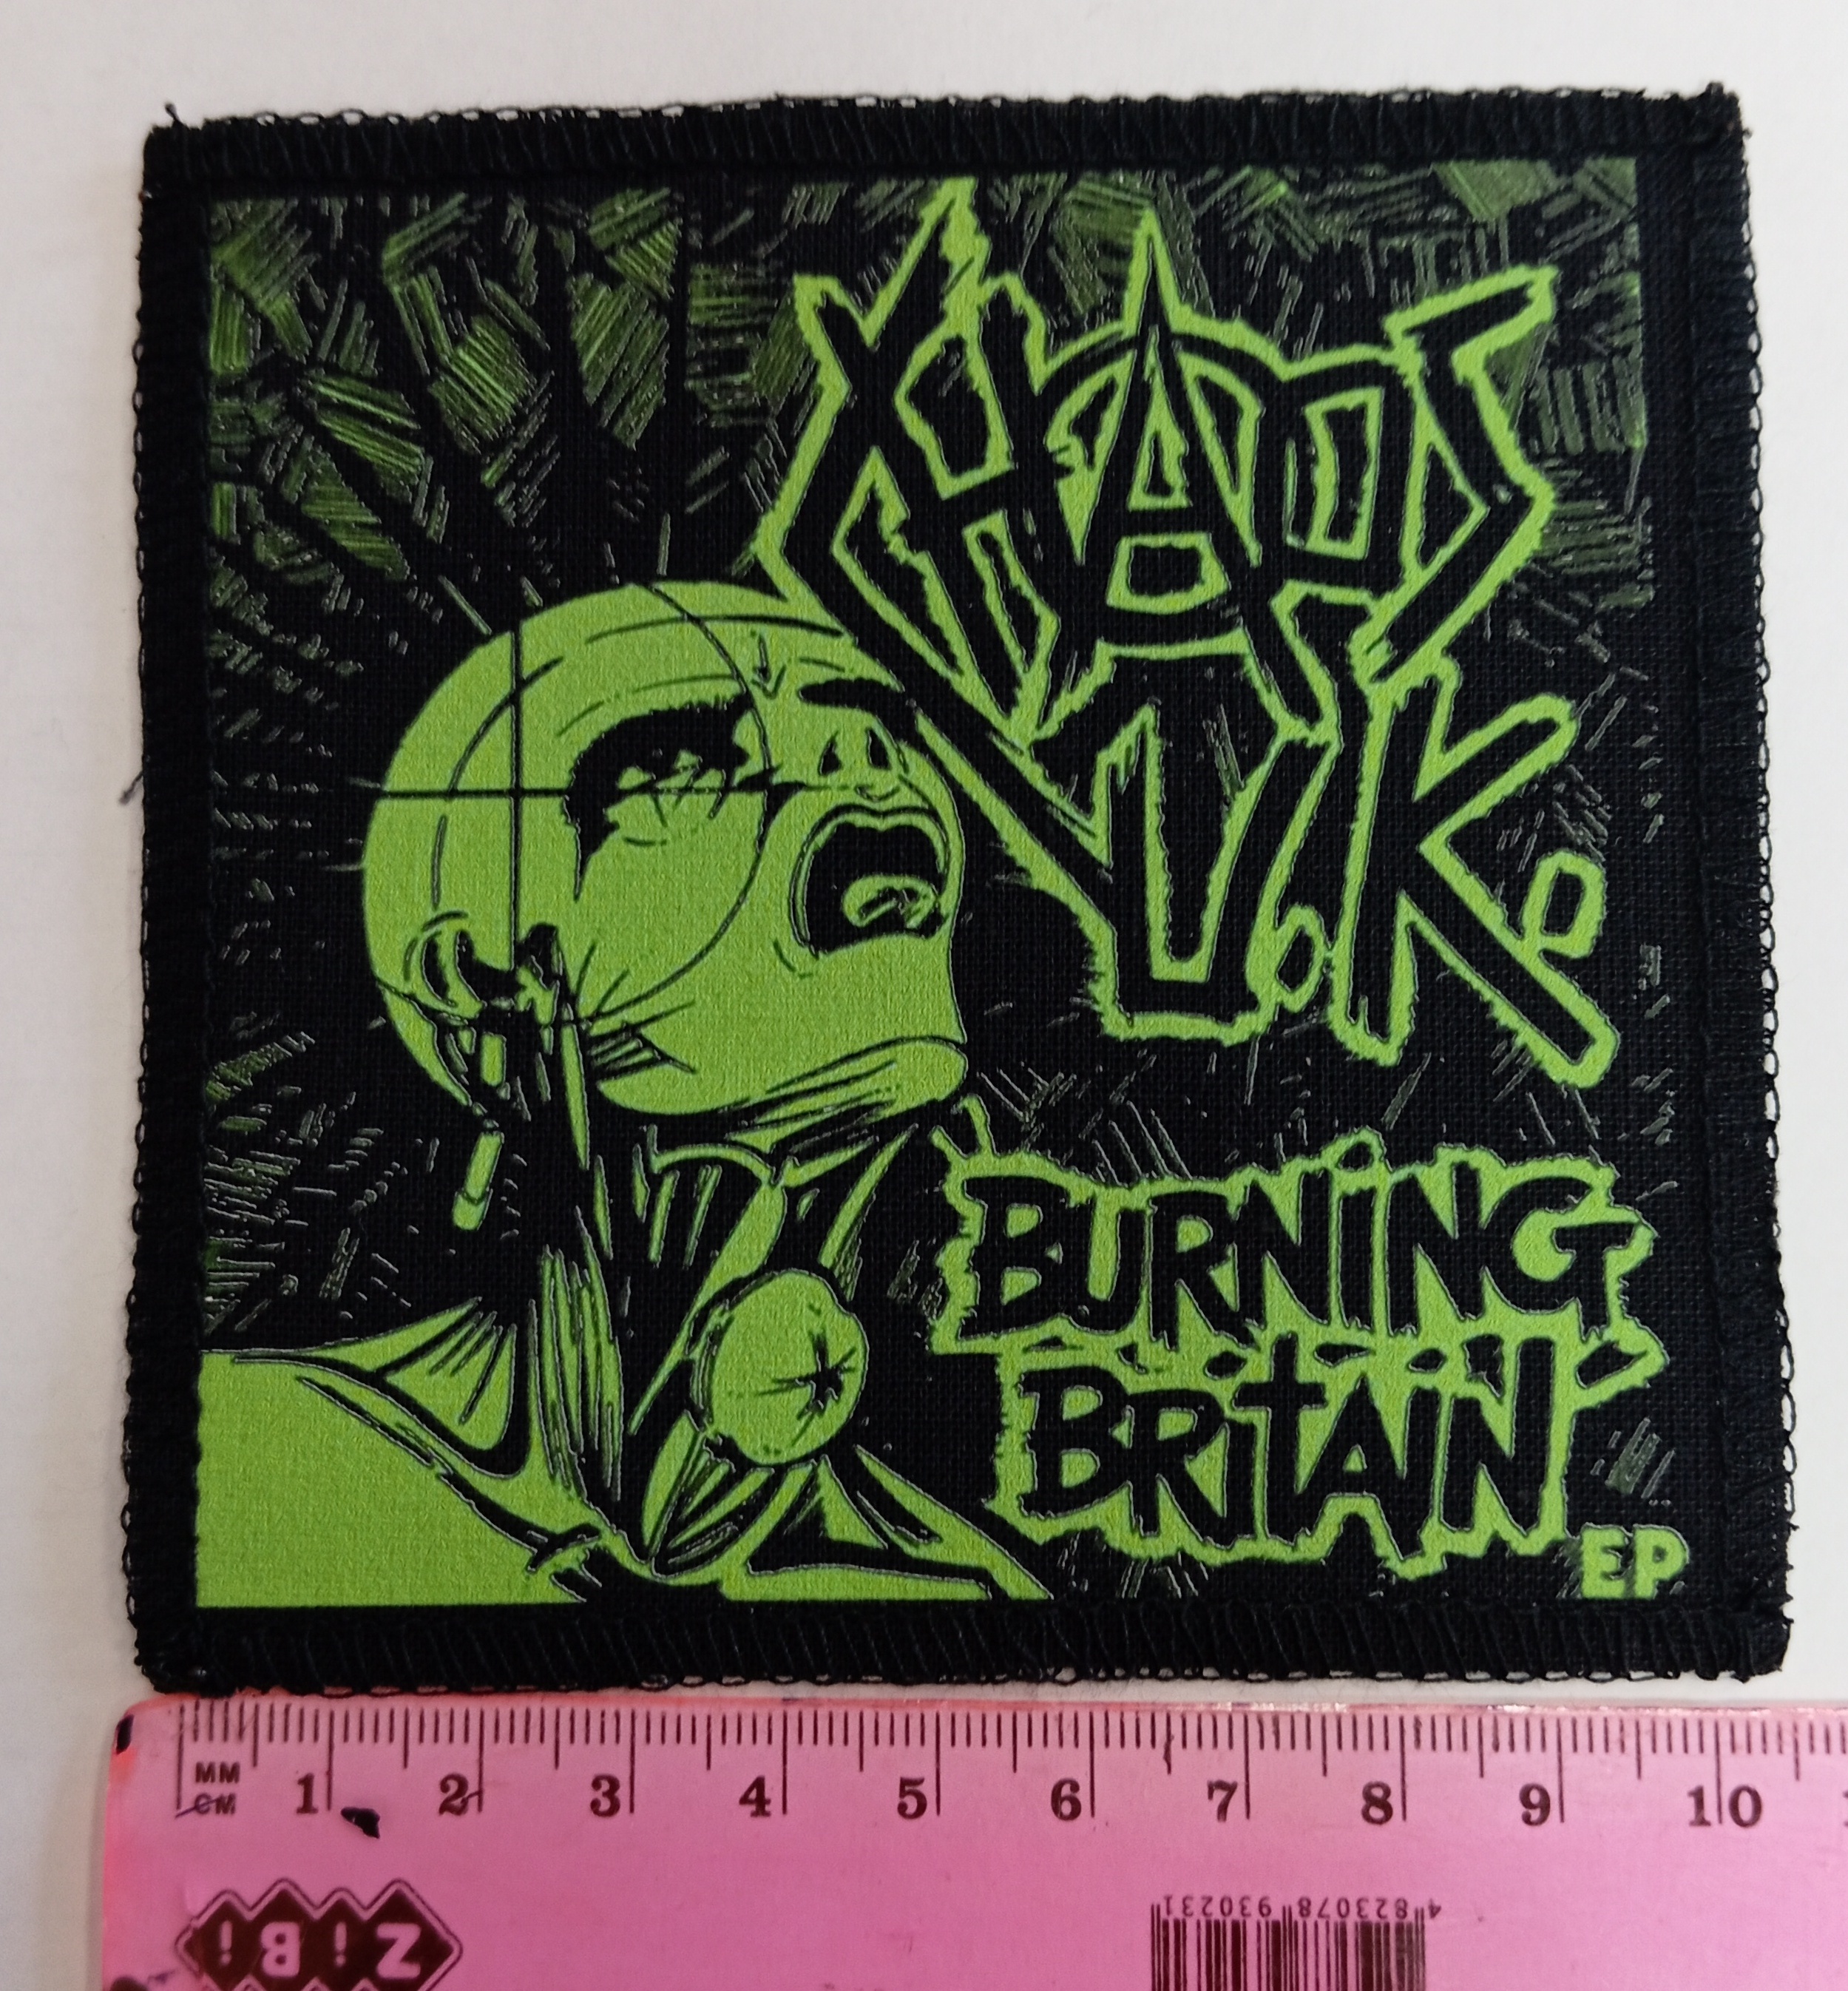 CHAOS
U.K.
BURNING
BRITAIN
EP
MM
CM
1 2 3 4 5 6 7 8 9 10
ZiBi
4 823078 930231